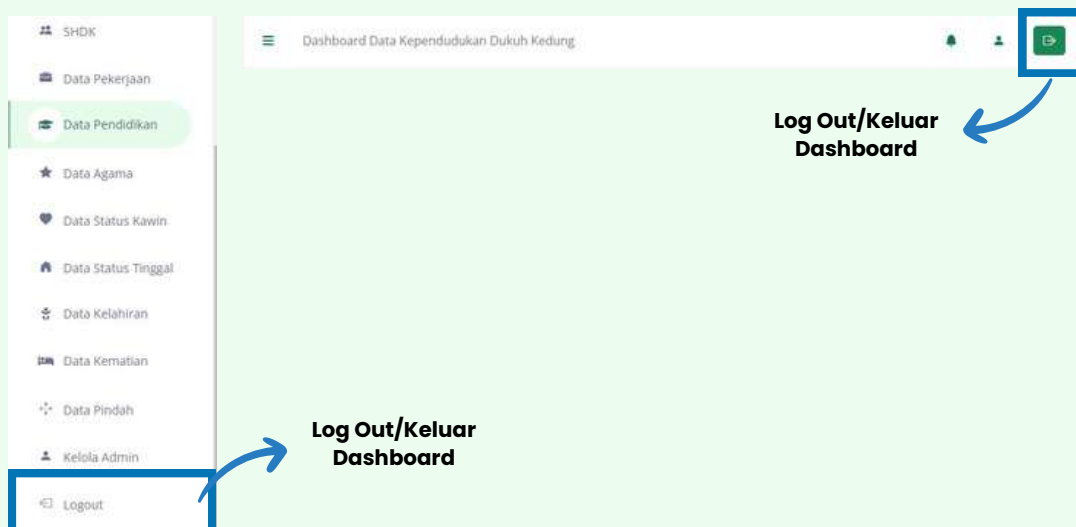 SHDK
Data Pekerjaan
Data Pendidikan
Data Agama
Data Status Kawin
Data Status Tinggal
Data Kelahiran
Data Kematian
Data Pindah
Kelola Admin
Logout
Dashboard Data Kependudukan Dukuh Kedung
Log Out/Keluar
Dashboard
Log Out/Keluar
Dashboard